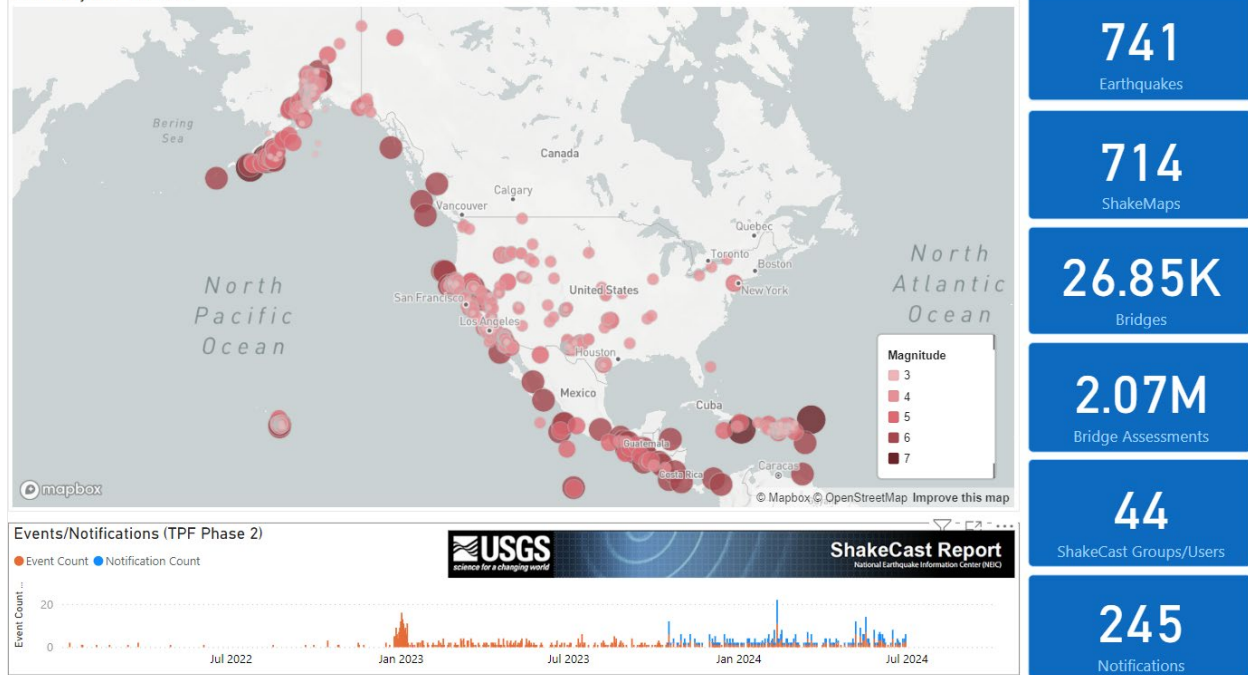 Bering
Sea
Canada
Calgary
Vancouver
Quebec
Toronto
Boston
New York
North
Pacific
Ocean
North
Atlantic
Ocean
San Francisco
United States
Los Angeles
Houston
Mexico
Cuba
Guatemala
Costa Rica
Caracas
Magnitude
3
4
5
6
7
mapbox
© Mapbox © OpenStreetMap Improve this map
741
Earthquakes
714
ShakeMaps
26.85K
Bridges
2.07M
Bridge Assessments
44
ShakeCast Groups/Users
245
Notifications
Events/Notifications (TPF Phase 2)
Event Count Notification Count
USGS
science for a changing world
ShakeCast Report
National Earthquake Information Center (NEIC)
Event Count ...
20
0
Jul 2022
Jan 2023
Jul 2023
Jan 2024
Jul 2024